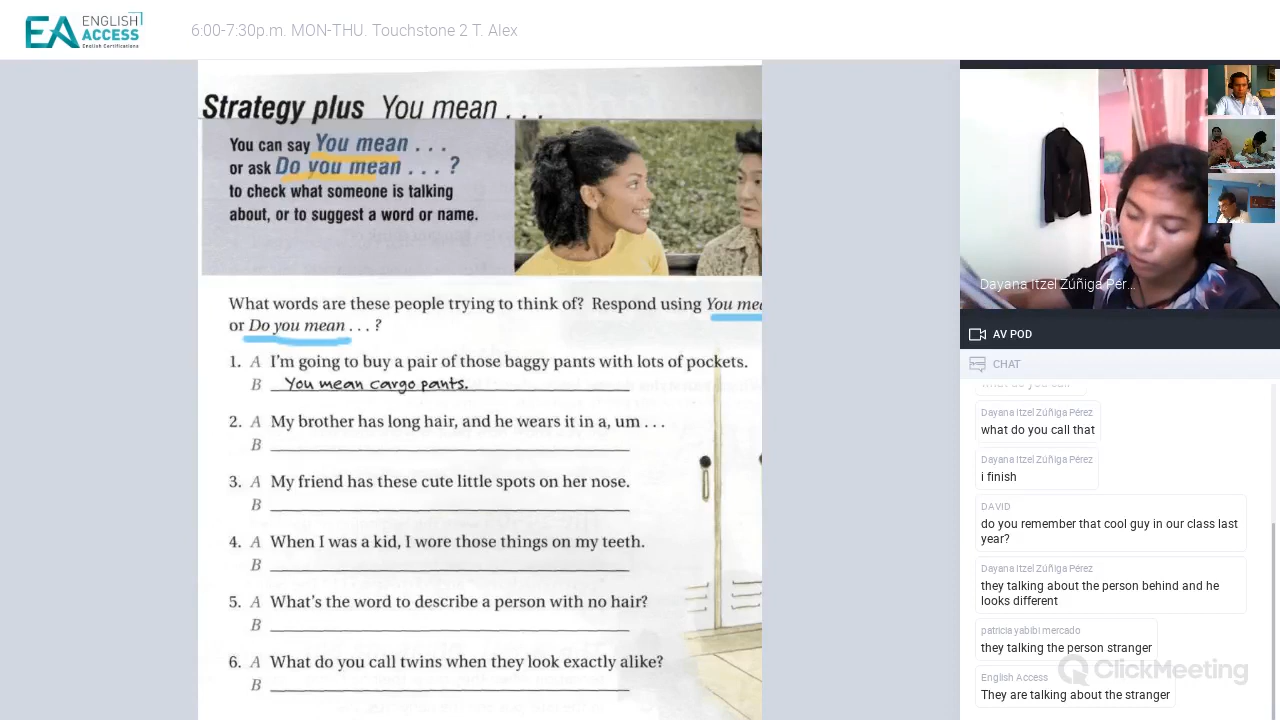 EA ENGLISH ACCESS
English Certifications
6:00-7:30p.m. MON-THU. Touchstone 2 T. Alex
Strategy plus You mean . . .
You can say You mean . . .
or ask Do you mean . . . ?
to check what someone is talking
about, or to suggest a word or name.
What words are these people trying to think of? Respond using You
or Do you mean . . . ?
1. A I'm going to buy a pair of those baggy pants with lots of pockets.
B You mean cargo pants.
2. A My brother has long hair, and he wears it in a, um . . .
B
3. A My friend has these cute little spots on her nose.
B
4. A When I was a kid, I wore those things on my teeth.
B
5. A What's the word to describe a person with no hair?
B
6. A What do you call twins when they look exactly alike?
B
Dayana Itzel Zúñiga Pér...
AV POD
CHAT
what do you call
Dayana Itzel Zúñiga Pérez
what do you call that
Dayana Itzel Zúñiga Pérez
i finish
DAVID
do you remember that cool guy in our class last
year?
Dayana Itzel Zúñiga Pérez
they talking about the person behind and he
looks different
patricia yabibi mercado
they talking the person stranger
English Access
They are talking about the stranger
ClickMeeting